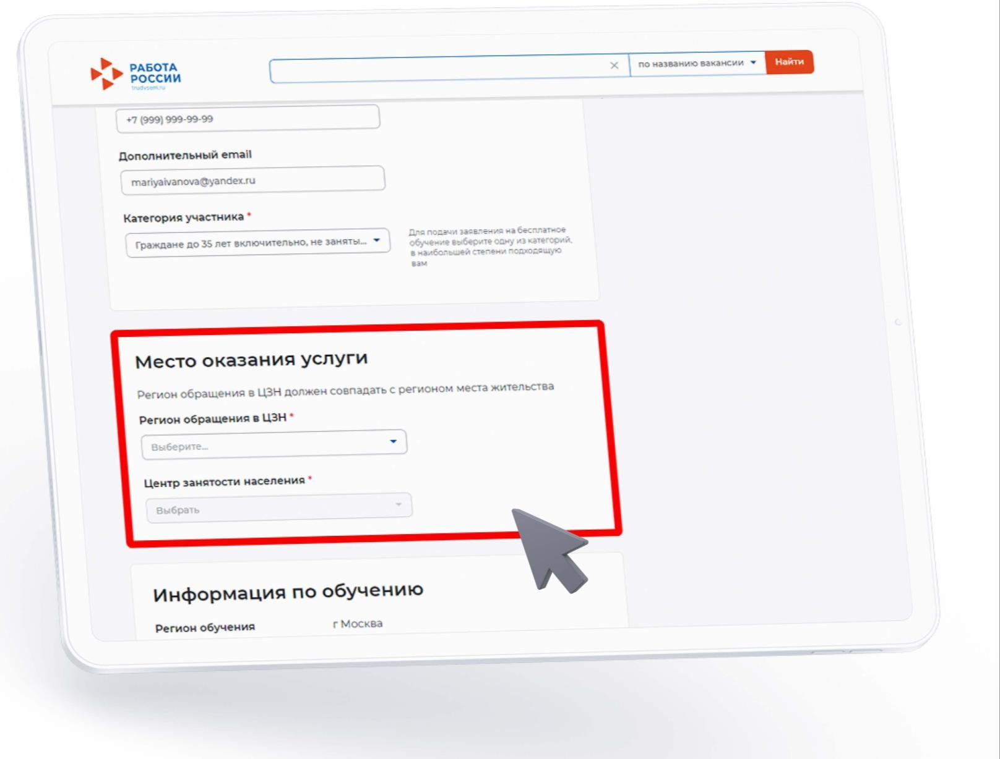 РАБОТА
РОССИИ
trudvsem.ru
по названию вакансии
Найти
+7 (999) 999-99-99
Дополнительный email
mariyaivanova@yandex.ru
Категория участника *
Граждане до 35 лет включительно, не заняты...
Для подачи заявления на бесплатное
обучение выберите одну из категорий,
в наибольшей степени подходящую
вам
Место оказания услуги
Регион обращения в ЦЗН должен совпадать с регионом места жительства
Регион обращения в ЦЗН *
Выберите...
Центр занятости населения *
Выбрать
Информация по обучению
Регион обучения
г Москва